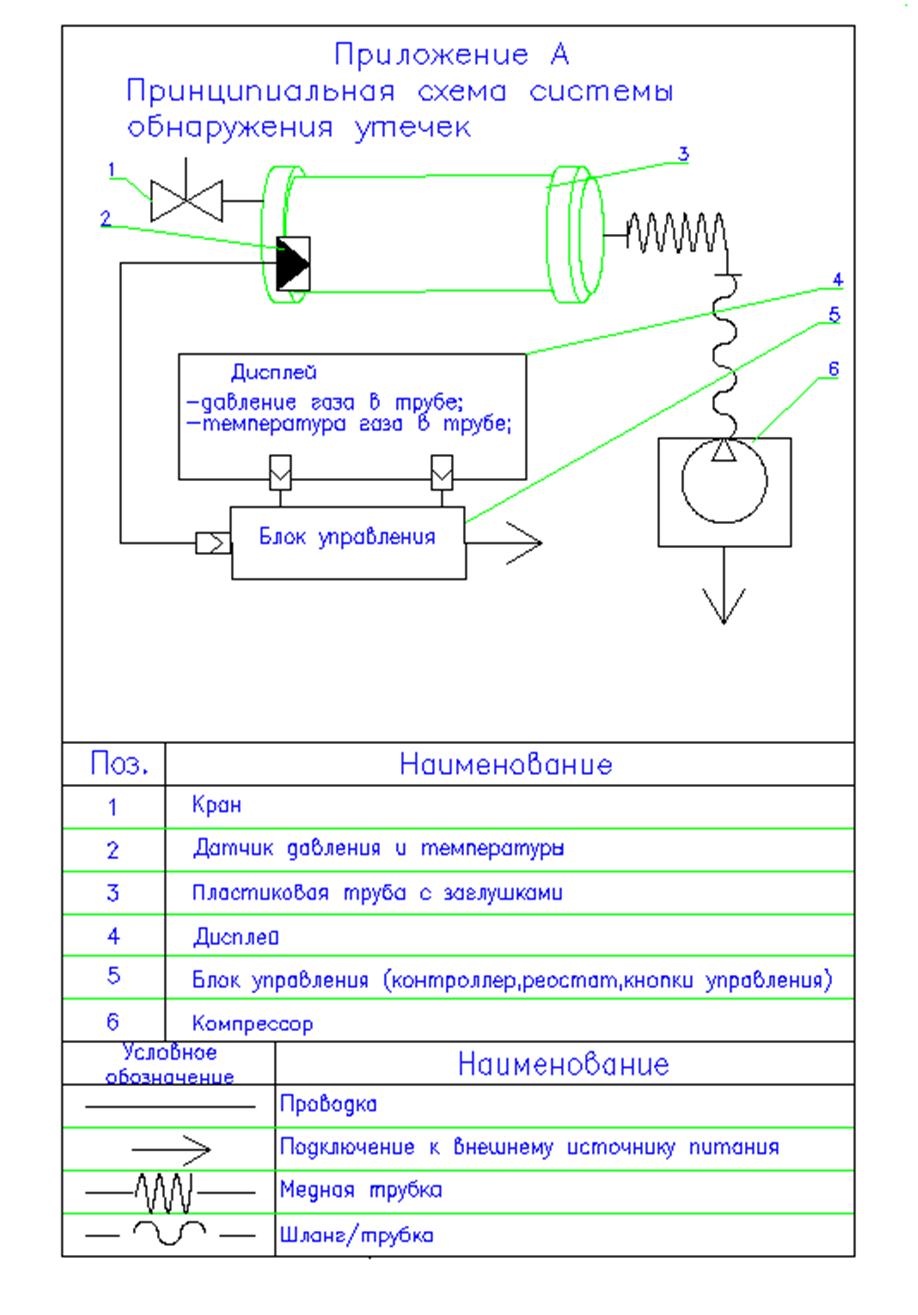 Приложение А
Принципиальная схема системы
обнаружения утечек
1
2
3
4
5
6
Дисплей
-давление газа в трубе;
-температура газа в трубе;
Блок управления
Поз. Наименование
1 Кран
2 Датчик давления и температуры
3 Пластиковая труба с заглушками
4 Дисплей
5 Блок управления (контроллер,реостат,кнопки управления)
6 Компрессор
Условное
обозначение
Наименование
Проводка
Подключение к внешнему источнику питания
Медная трубка
Шланг/трубка